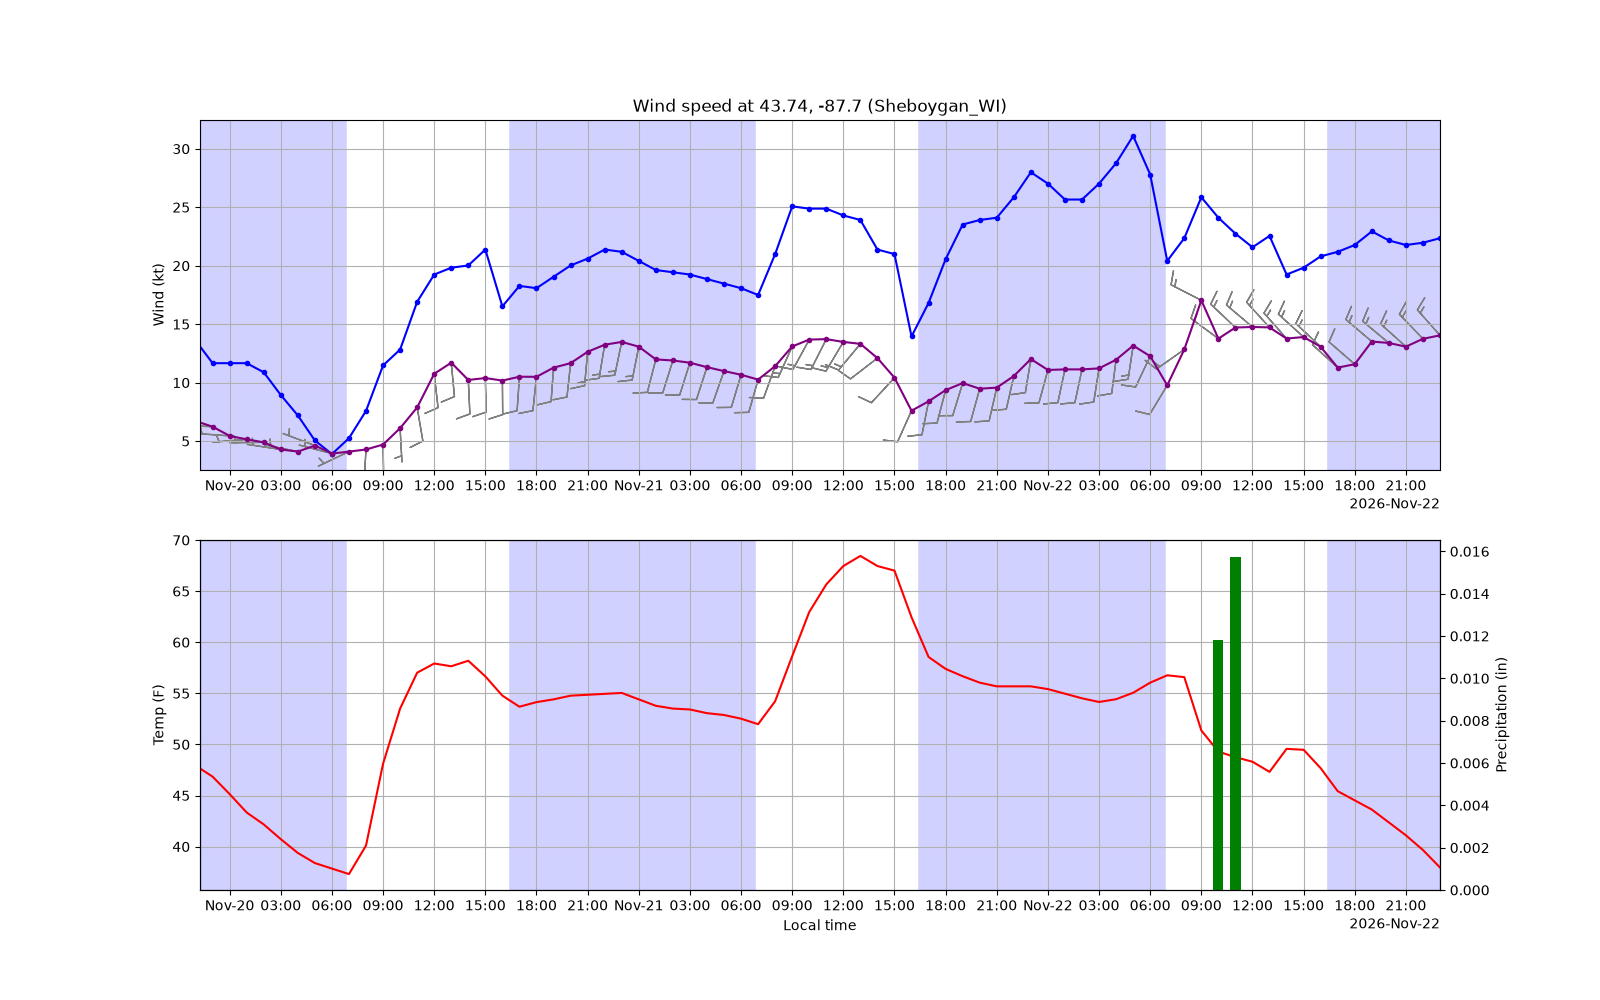 Wind speed at 43.74, -87.7 (Sheboygan_WI)
30
25
20
15
10
5
Wind (kt)
Nov-20 03:00 06:00 09:00 12:00 15:00 18:00 21:00 Nov-21 03:00 06:00 09:00 12:00 15:00 18:00 21:00 Nov-22 03:00 06:00 09:00 12:00 15:00 18:00 21:00
2026-Nov-22
70
65
60
55
50
45
40
Temp (F)
0.016
0.014
0.012
0.010
0.008
0.006
0.004
0.002
0.000
Precipitation (in)
Nov-20 03:00 06:00 09:00 12:00 15:00 18:00 21:00 Nov-21 03:00 06:00 09:00 12:00 15:00 18:00 21:00 Nov-22 03:00 06:00 09:00 12:00 15:00 18:00 21:00
2026-Nov-22
Local time